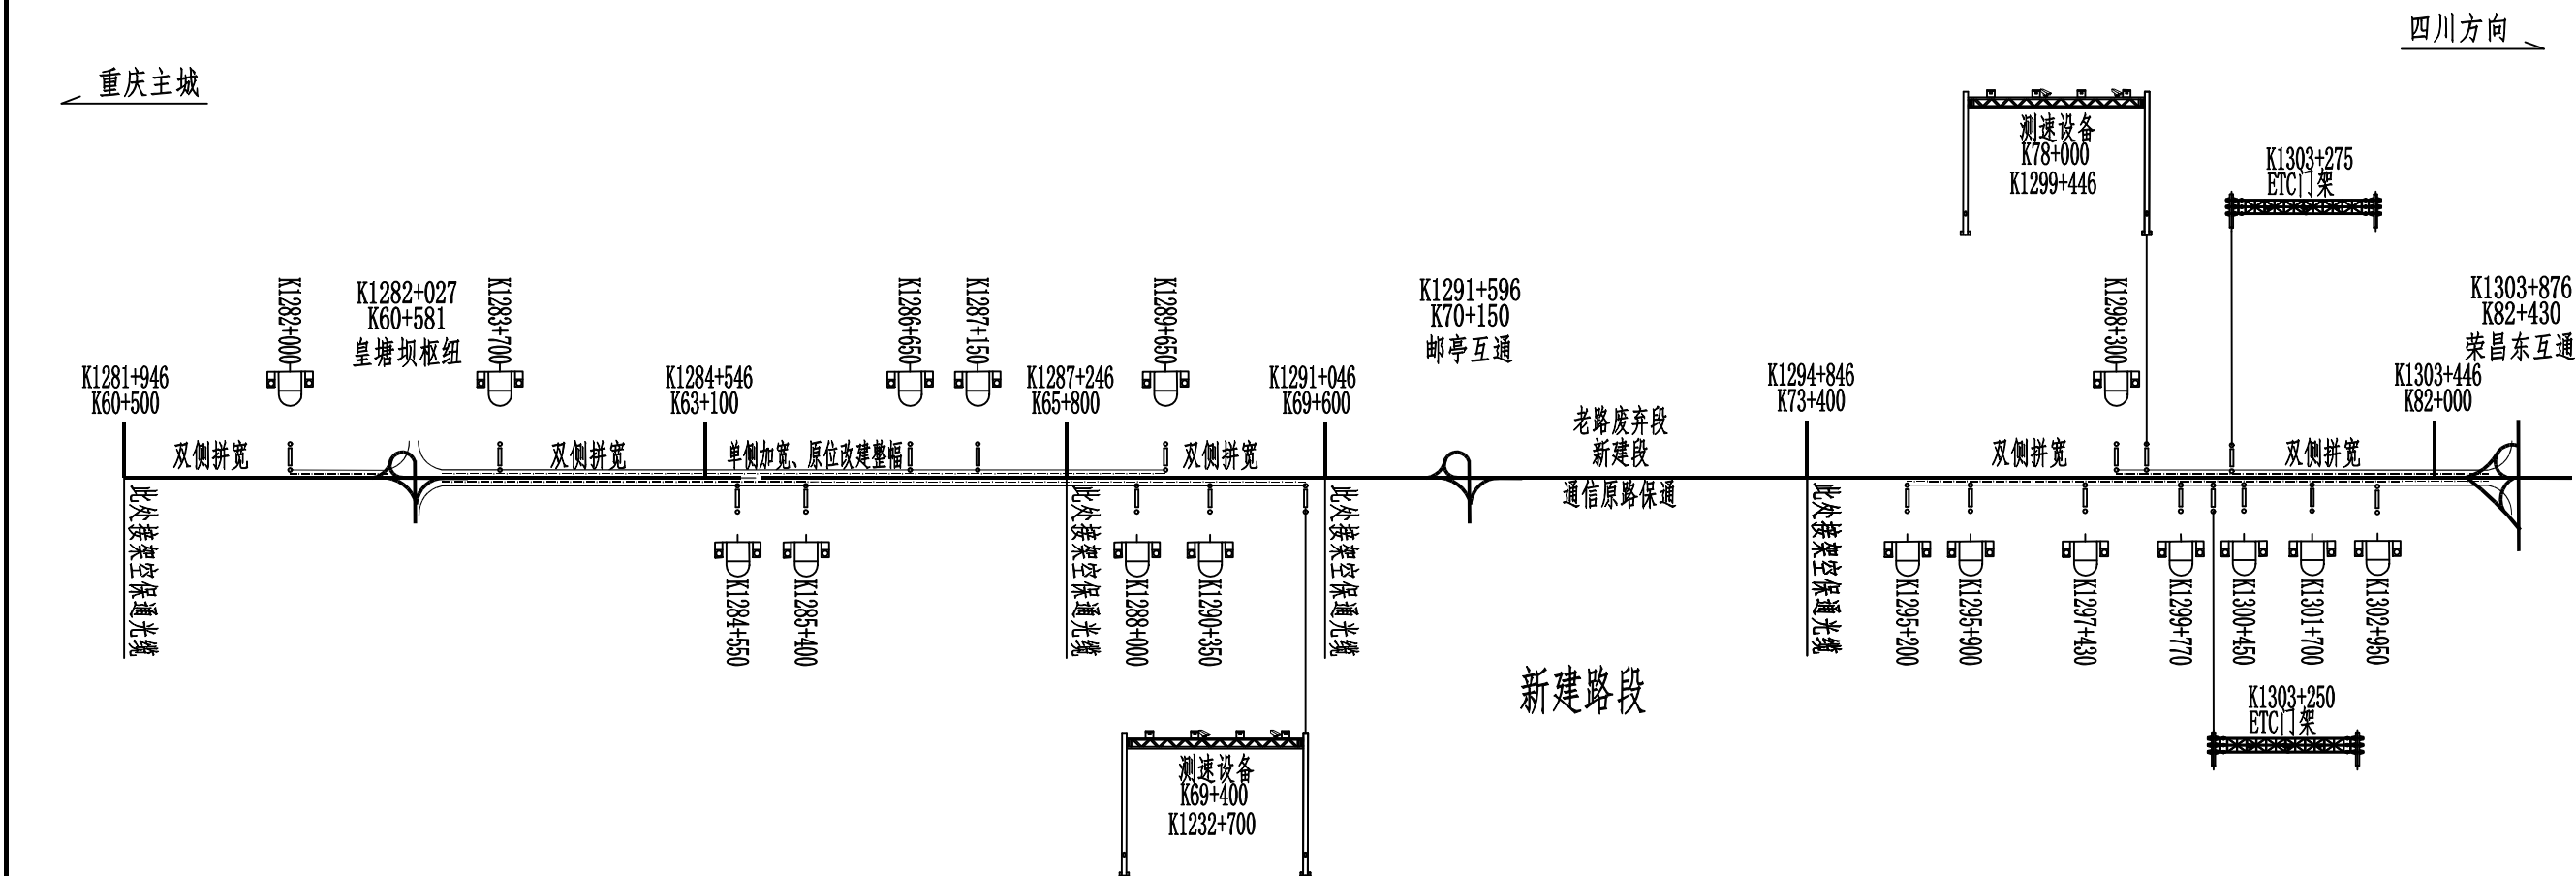 四川方向
重庆主城
测速设备
K78+000
K1299+446
K1303+275
ETC门架
K1282+000
K1282+027
K60+581
皇塘坝枢纽
K1283+700
K1286+650
K1287+150
K1289+650
K1291+596
K70+150
邮亭互通
K1298+300
K1303+876
K82+430
荣昌东互通
K1281+946
K60+500
K1284+546
K63+100
K1287+246
K65+800
K1291+046
K69+600
K1294+846
K73+400
K1303+446
K82+000
双侧拼宽
双侧拼宽
单侧加宽、原位改建整幅
双侧拼宽
老路废弃段
新建段
通信原路保通
双侧拼宽
双侧拼宽
此外接架空保通光缆
此外接架空保通光缆
此外接架空保通光缆
此外接架空保通光缆
K1284+550
K1285+400
K1288+000
K1290+350
K1295+200
K1295+900
K1297+430
K1299+770
K1300+450
K1301+700
K1302+950
新建路段
K1303+250
ETC门架
测速设备
K69+400
K1232+700